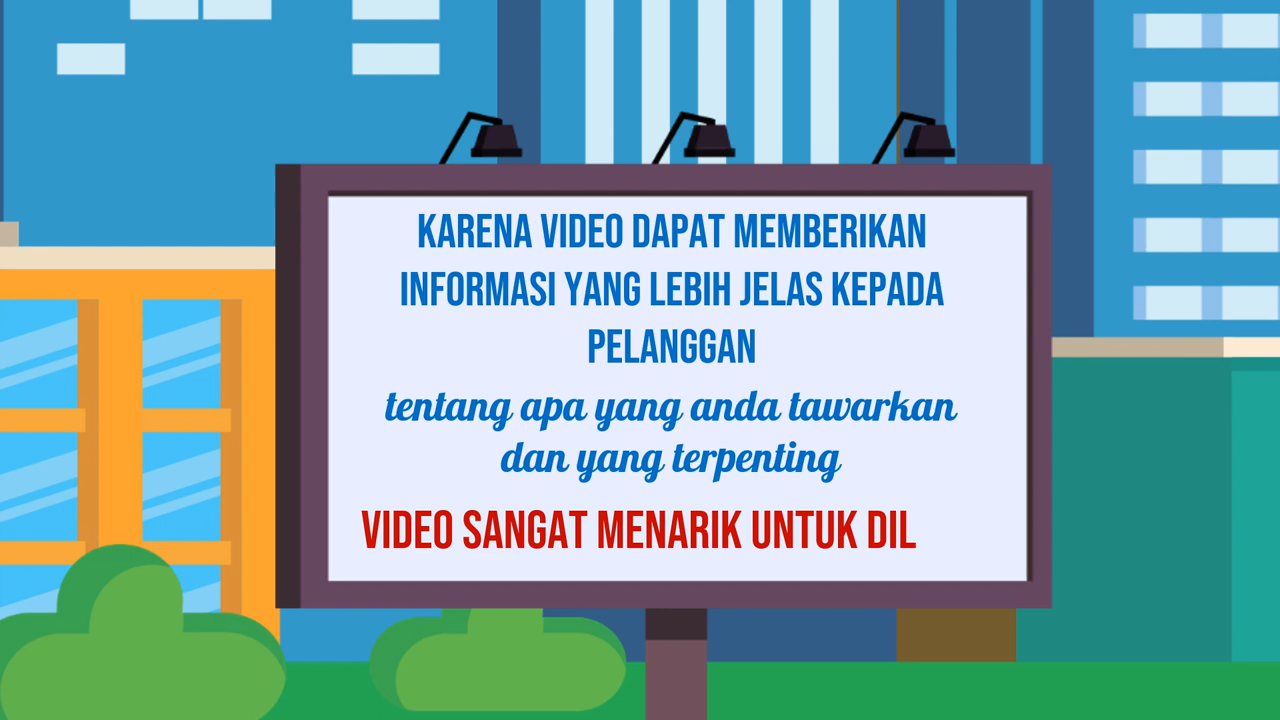 KARENA VIDEO DAPAT MEMBERIKAN
INFORMASI YANG LEBIH JELAS KEPADA
PELANGGAN
tentang apa yang anda tawarkan
dan yang terpenting
VIDEO SANGAT MENARIK UNTUK DIL